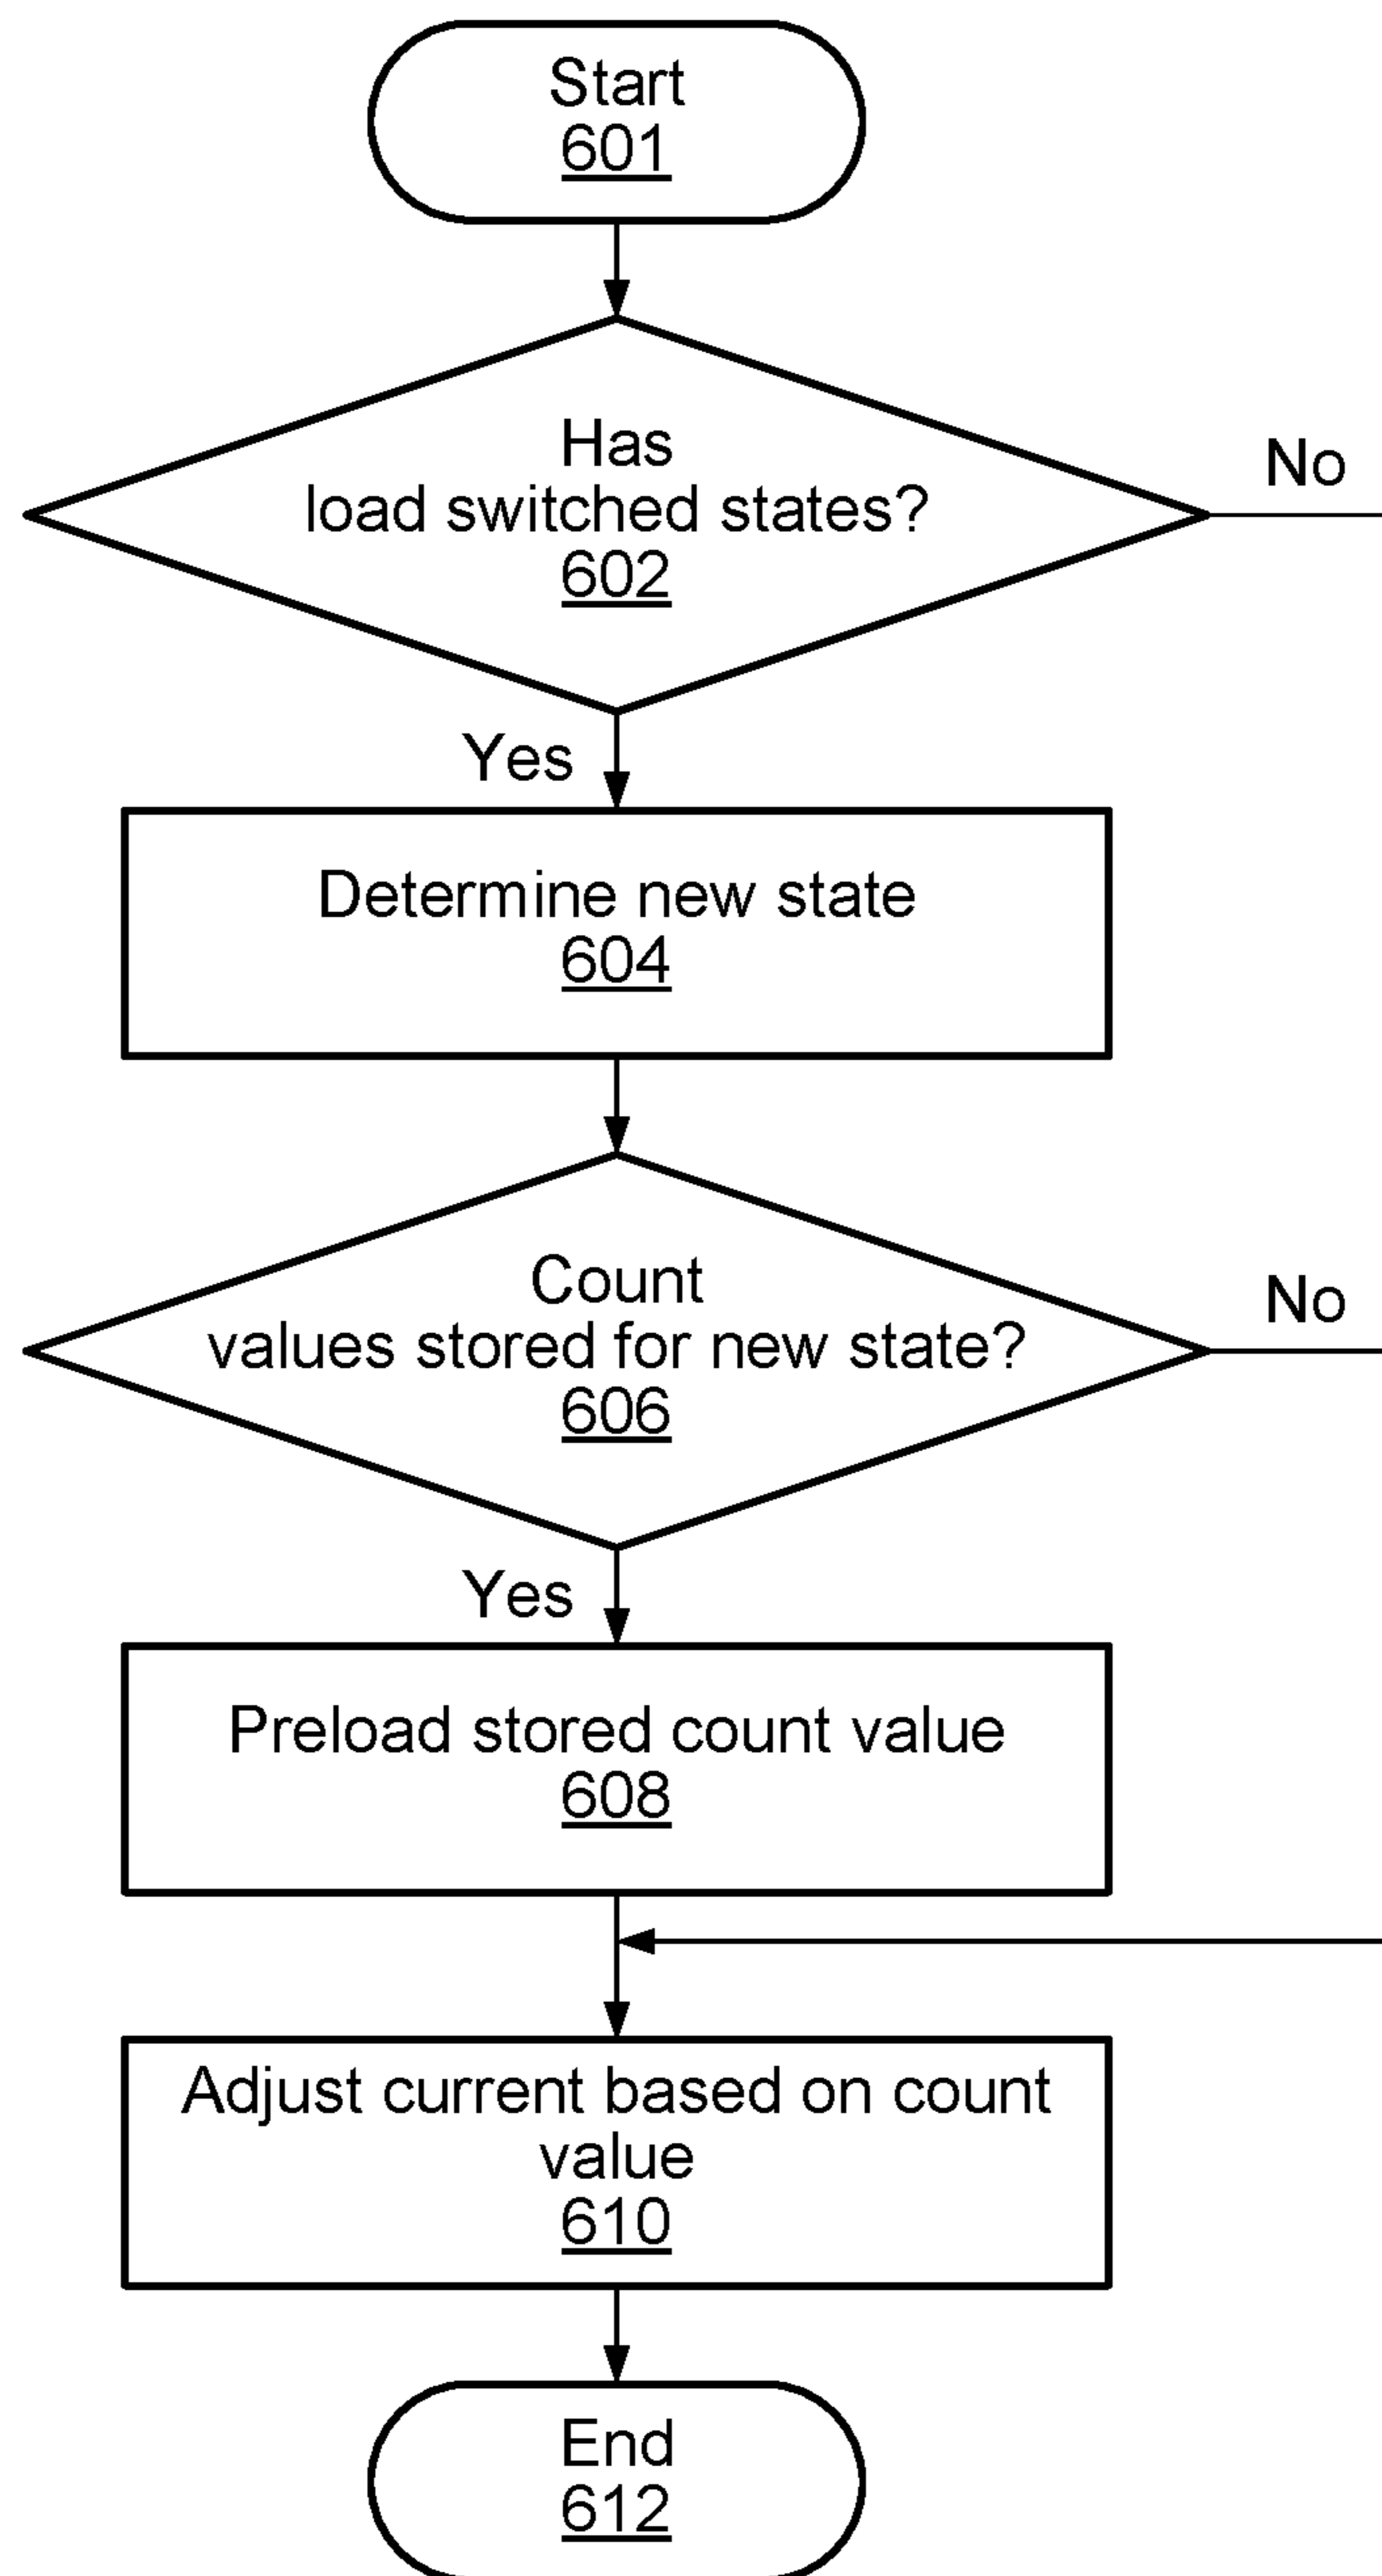 Start
601
Has
load switched states?
602
No
Yes
Determine new state
604
Count
values stored for new state?
606
No
Yes
Preload stored count value
608
Adjust current based on count
value
610
End
612